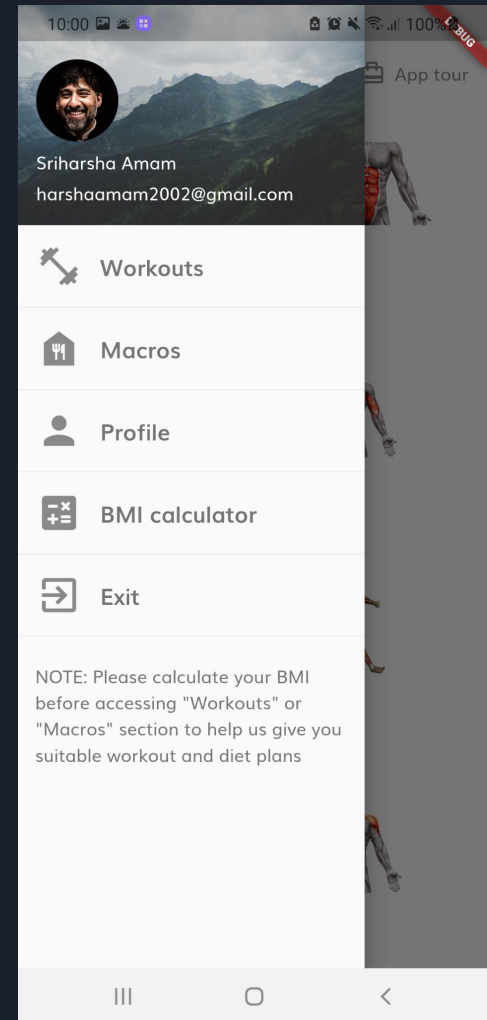 10:00
100%
BUG
App tour
Sriharsha Amam
harshaamam2002@gmail.com
Workouts
Macros
Profile
BMI calculator
Exit
NOTE: Please calculate your BMI
before accessing "Workouts" or
"Macros" section to help us give you
suitable workout and diet plans